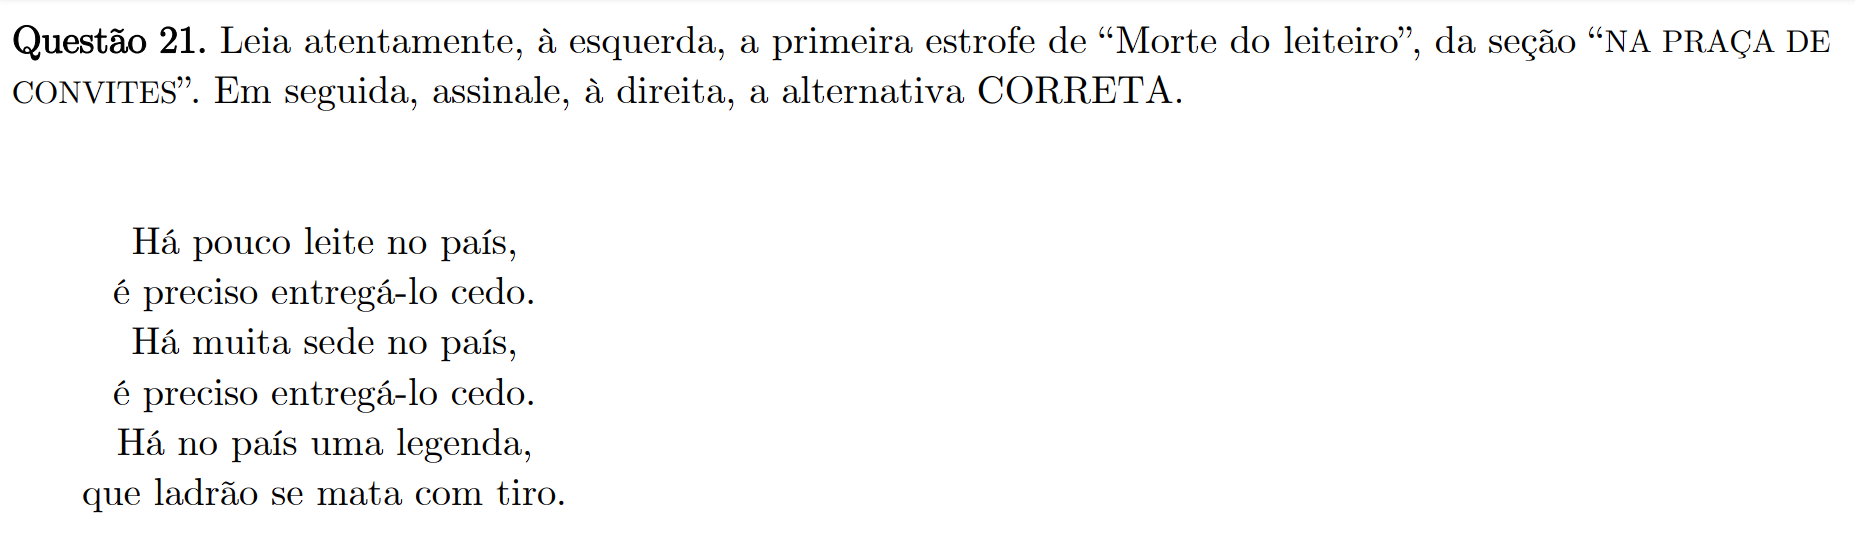 Questão 21. Leia atentamente, à esquerda, a primeira estrofe de “Morte do leiteiro”, da seção “NA PRAÇA DE
CONVITES”. Em seguida, assinale, à direita, a alternativa CORRETA.
Há pouco leite no país,
é preciso entregá-lo cedo.
Há muita sede no país,
é preciso entregá-lo cedo.
Há no país uma legenda,
que ladrão se mata com tiro.